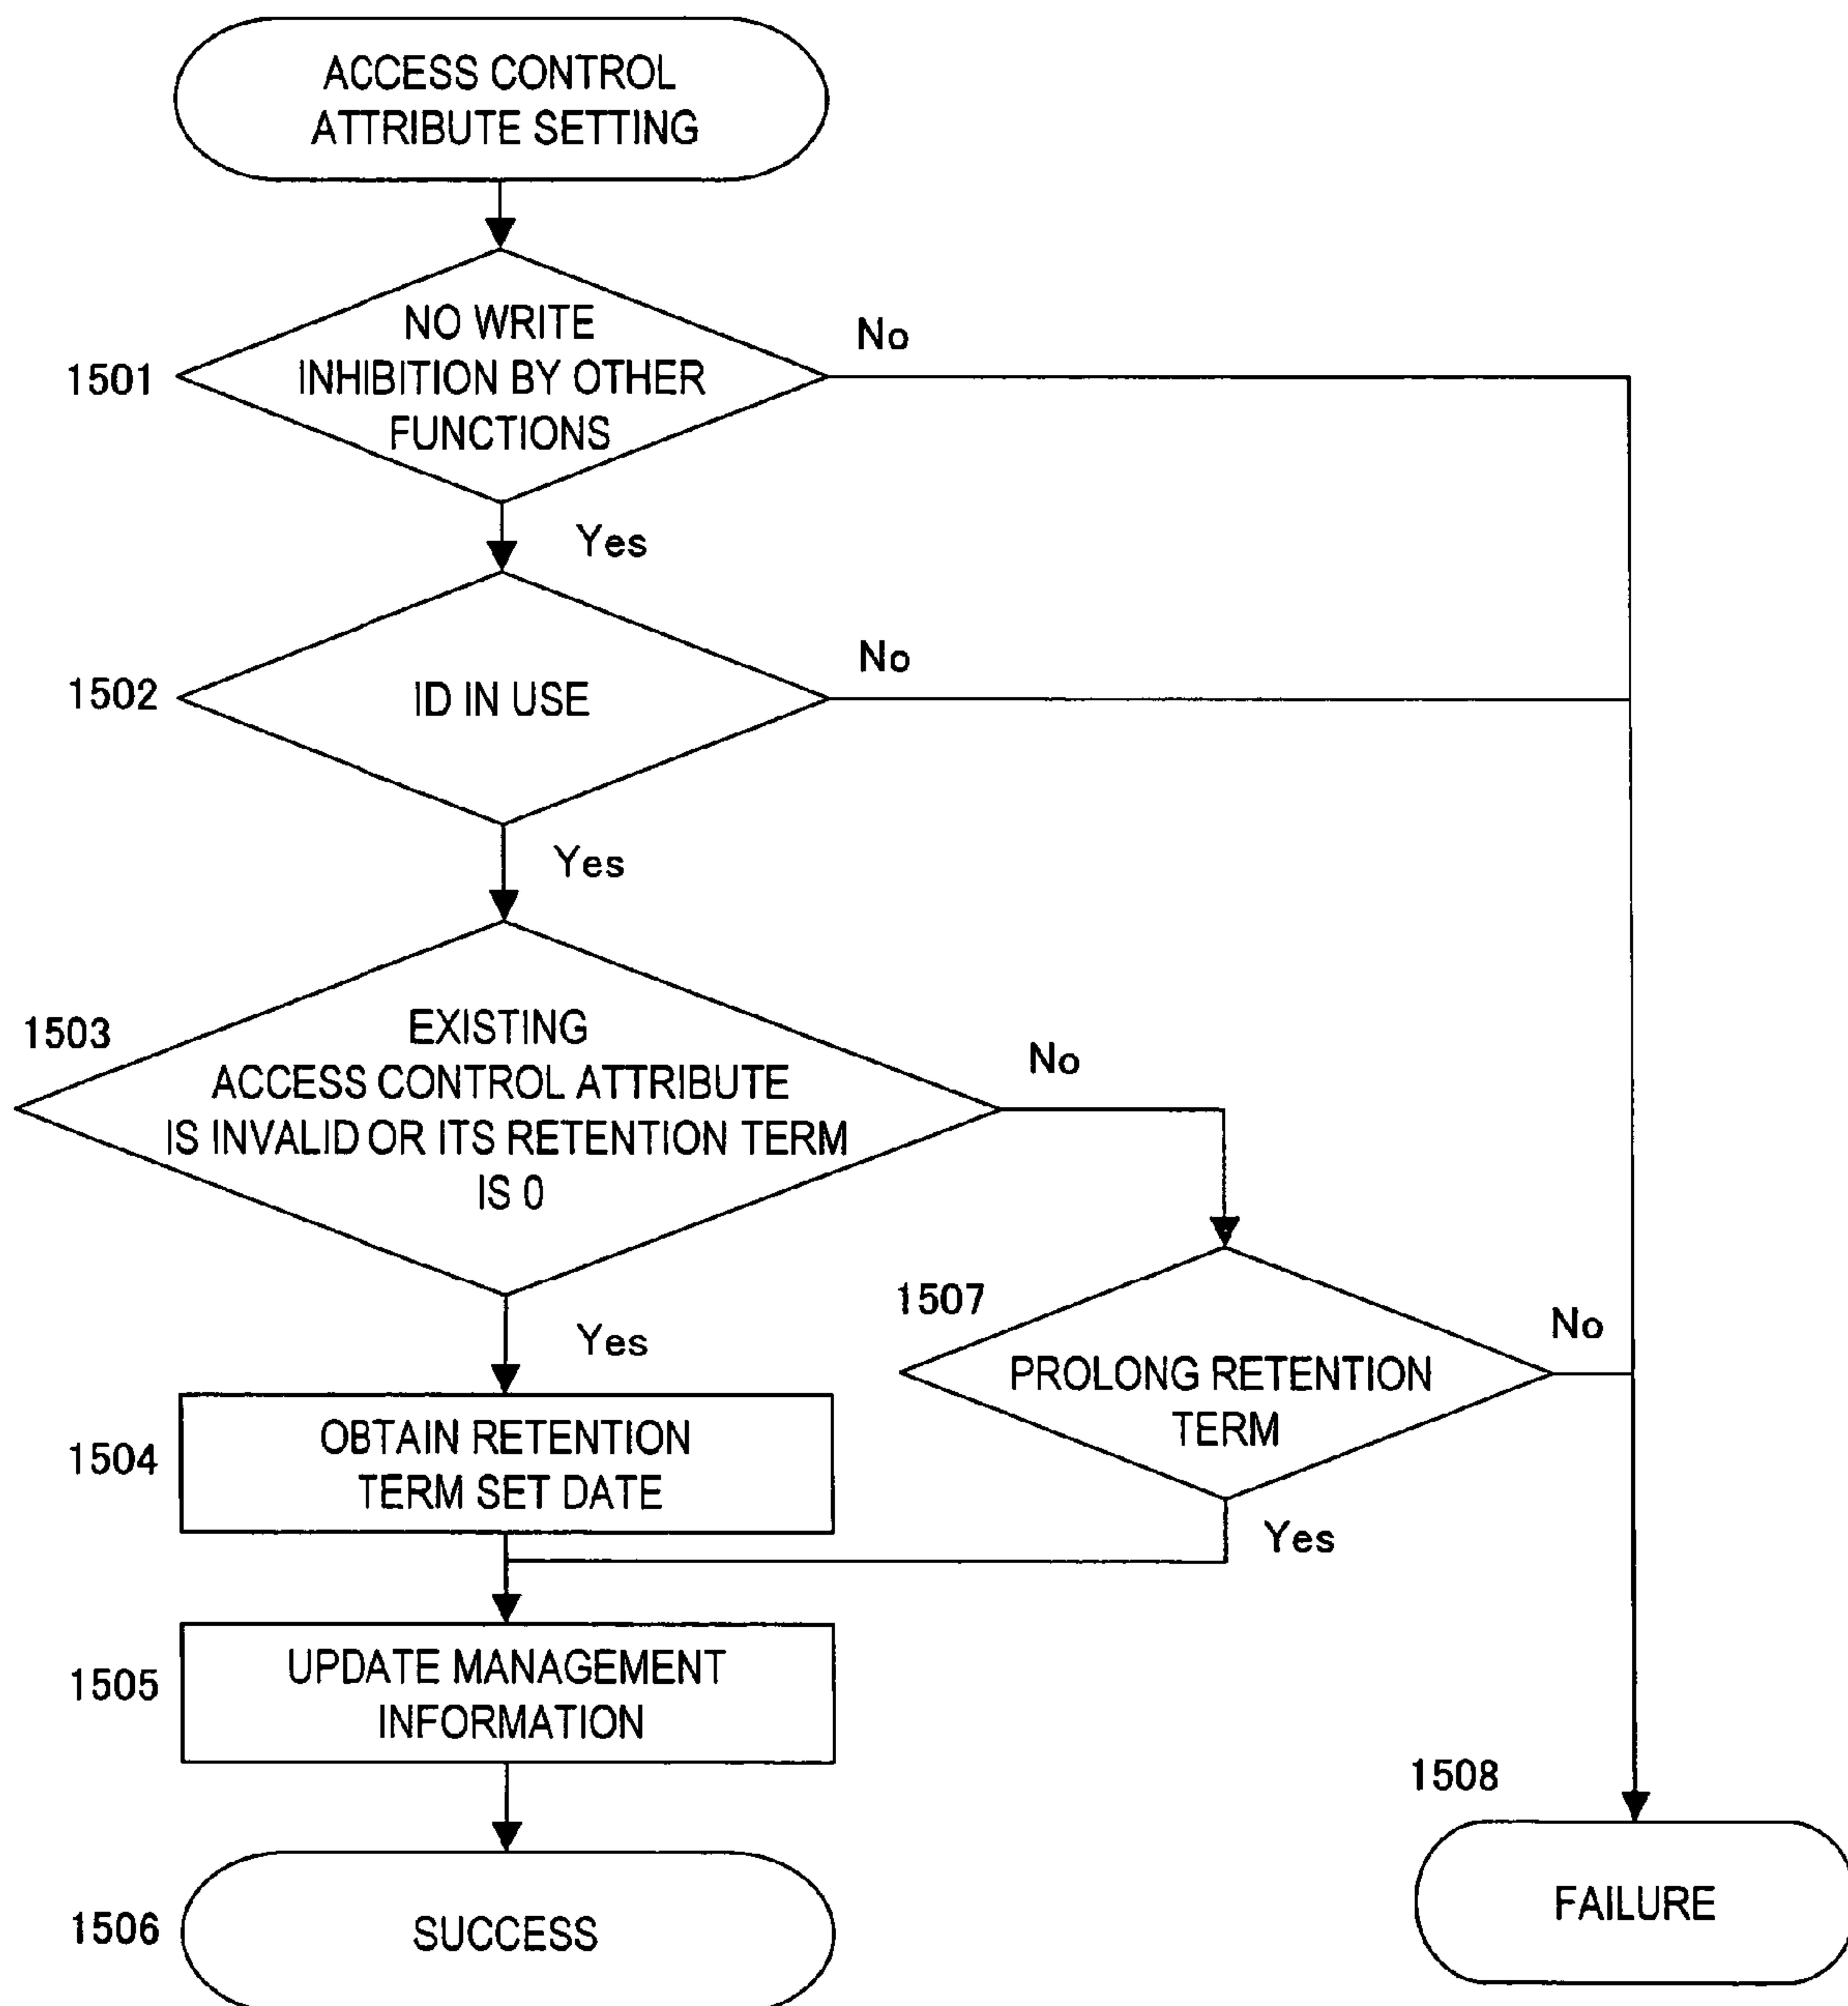 ACCESS CONTROL
ATTRIBUTE SETTING
1501
NO WRITE
INHIBITION BY OTHER
FUNCTIONS
No
Yes
1502
ID IN USE
No
Yes
1503
EXISTING
ACCESS CONTROL ATTRIBUTE
IS INVALID OR ITS RETENTION TERM
IS 0
No
Yes
1507
PROLONG RETENTION
TERM
No
Yes
1504
OBTAIN RETENTION
TERM SET DATE
1505
UPDATE MANAGEMENT
INFORMATION
1506
SUCCESS
1508
FAILURE